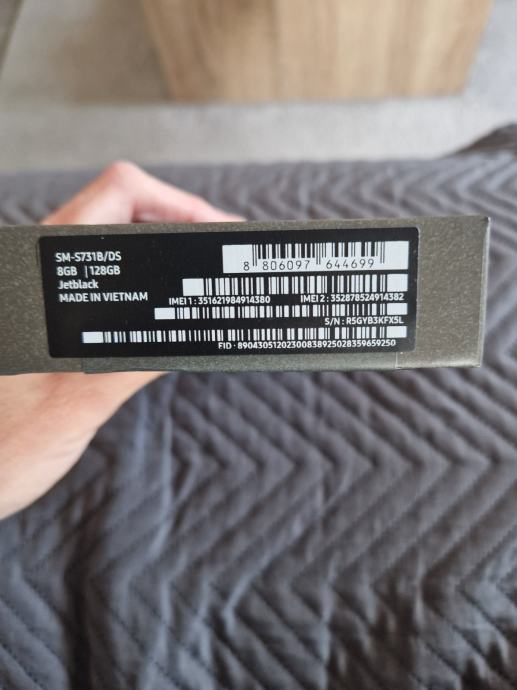 SM-S731B/DS
8GB | 128GB
Jetblack
MADE IN VIETNAM
8 806097 644699
IMEI 1 : 351621984914380 IMEI 2 : 352878524914382
S/N : R5GYB3KFX5L
FID : 89043051202300838925028359659250